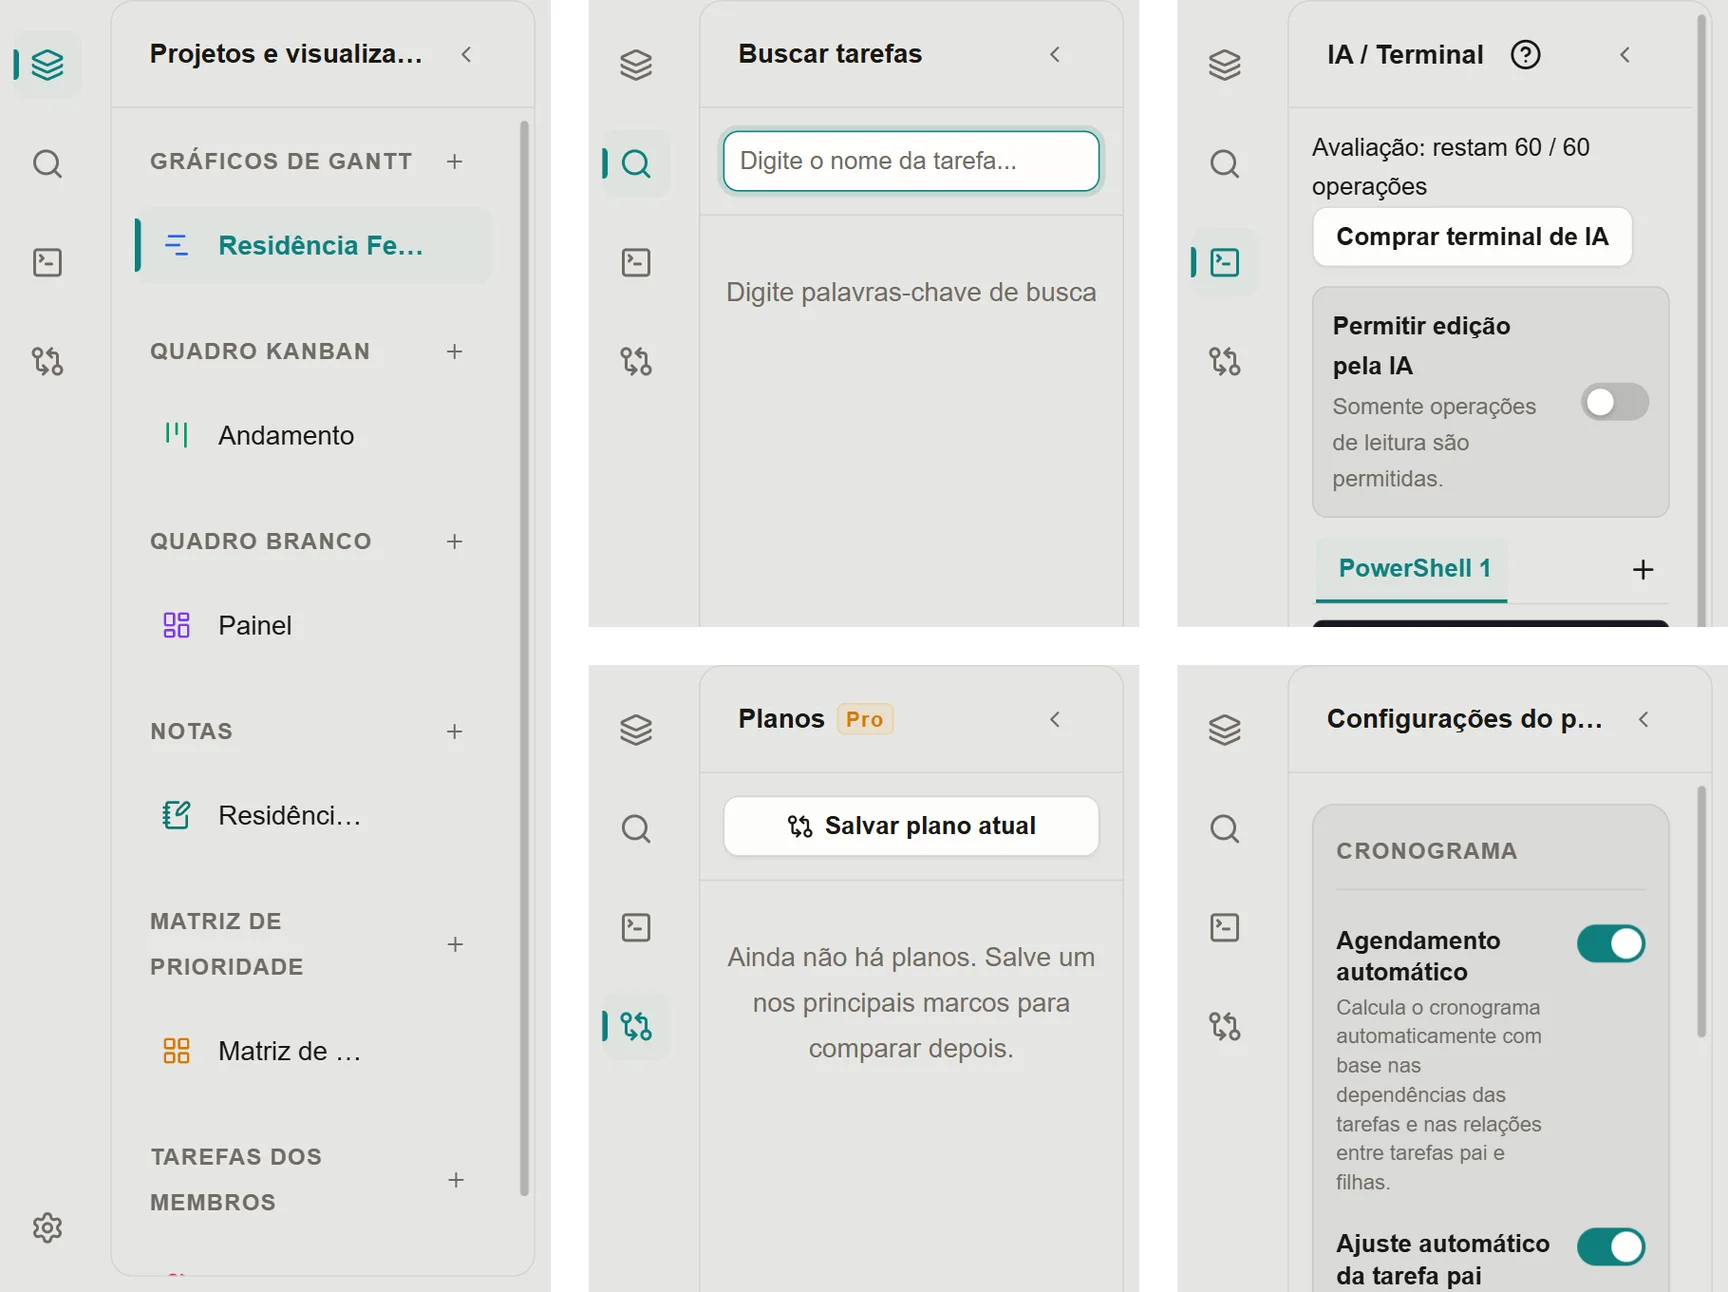 Projetos e visualiza...
GRÁFICOS DE GANTT
Residência Fe...
QUADRO KANBAN
Andamento
QUADRO BRANCO
Painel
NOTAS
Residênci...
MATRIZ DE
PRIORIDADE
Matriz de ...
TAREFAS DOS
MEMBROS
Buscar tarefas
Digite o nome da tarefa...
Digite palavras-chave de busca
IA / Terminal
Avaliação: restam 60 / 60
operações
Comprar terminal de IA
Permitir edição
pela IA
Somente operações
de leitura são
permitidas.
PowerShell 1
Planos Pro
Salvar plano atual
Ainda não há planos. Salve um
nos principais marcos para
comparar depois.
Configurações do p...
CRONOGRAMA
Agendamento
automático
Calcula o cronograma
automaticamente com
base nas
dependências das
tarefas e nas relações
entre tarefas pai e
filhas.
Ajuste automático
da tarefa pai